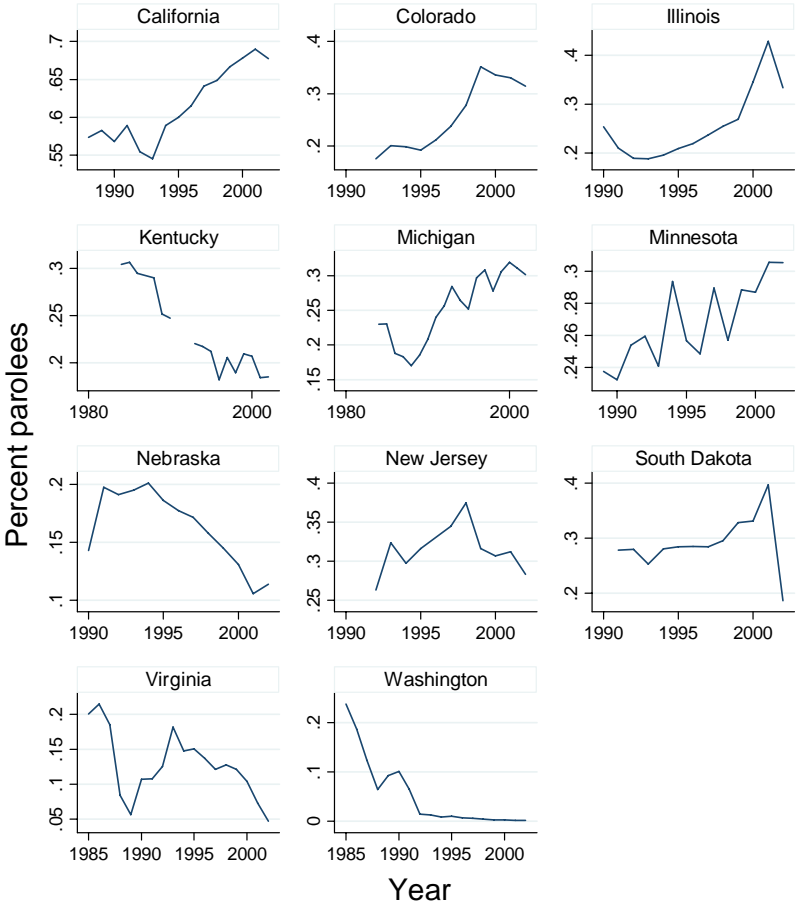 California
.55 .6 .65 .7
1990 1995 2000
Colorado
.2 .3 .4
1990 1995 2000
Illinois
.2 .3 .4
1990 1995 2000
Kentucky
.2 .25 .3
1980 2000
Michigan
.15 .2 .25 .3
1980 2000
Minnesota
.24 .26 .28 .3
1990 1995 2000
Nebraska
.1 .15 .2
1990 1995 2000
New Jersey
.25 .3 .35 .4
1990 1995 2000
South Dakota
.2 .3 .4
1990 1995 2000
Virginia
.05 .1 .15 .2
1985 1990 1995 2000
Washington
0 .1 .2
1985 1990 1995 2000
Percent parolees
Year